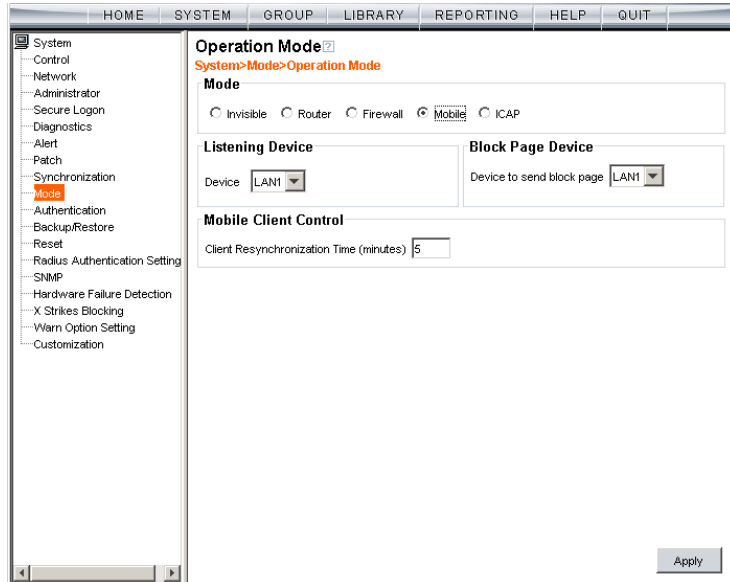 HOME SYSTEM GROUP LIBRARY REPORTING HELP QUIT
System
Control
Network
Administrator
Secure Logon
Diagnostics
Alert
Patch
Synchronization
Mode
Authentication
Backup/Restore
Reset
Radius Authentication Setting
SNMP
Hardware Failure Detection
X Strikes Blocking
Warn Option Setting
Customization
Operation Mode ?
System>Mode>Operation Mode
Mode
Invisible Router Firewall Mobile ICAP
Listening Device
Device LAN1
Block Page Device
Device to send block page LAN1
Mobile Client Control
Client Resynchronization Time (minutes) 5
Apply